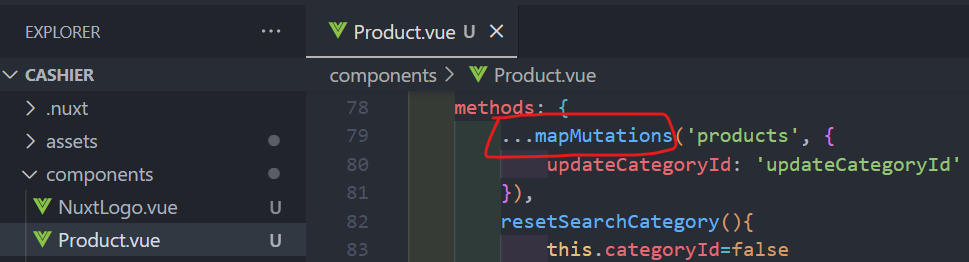 EXPLORER ...
Product.vue U ×
CASHIER
components > Product.vue
.nuxt
78 methods: {
assets
79 ...mapMutations('products', {
components
80 updateCategoryId: 'updateCategoryId'
81 }),
NuxtLogo.vue U
82 resetSearchCategory(){
Product.vue U
83 this.categoryId=false